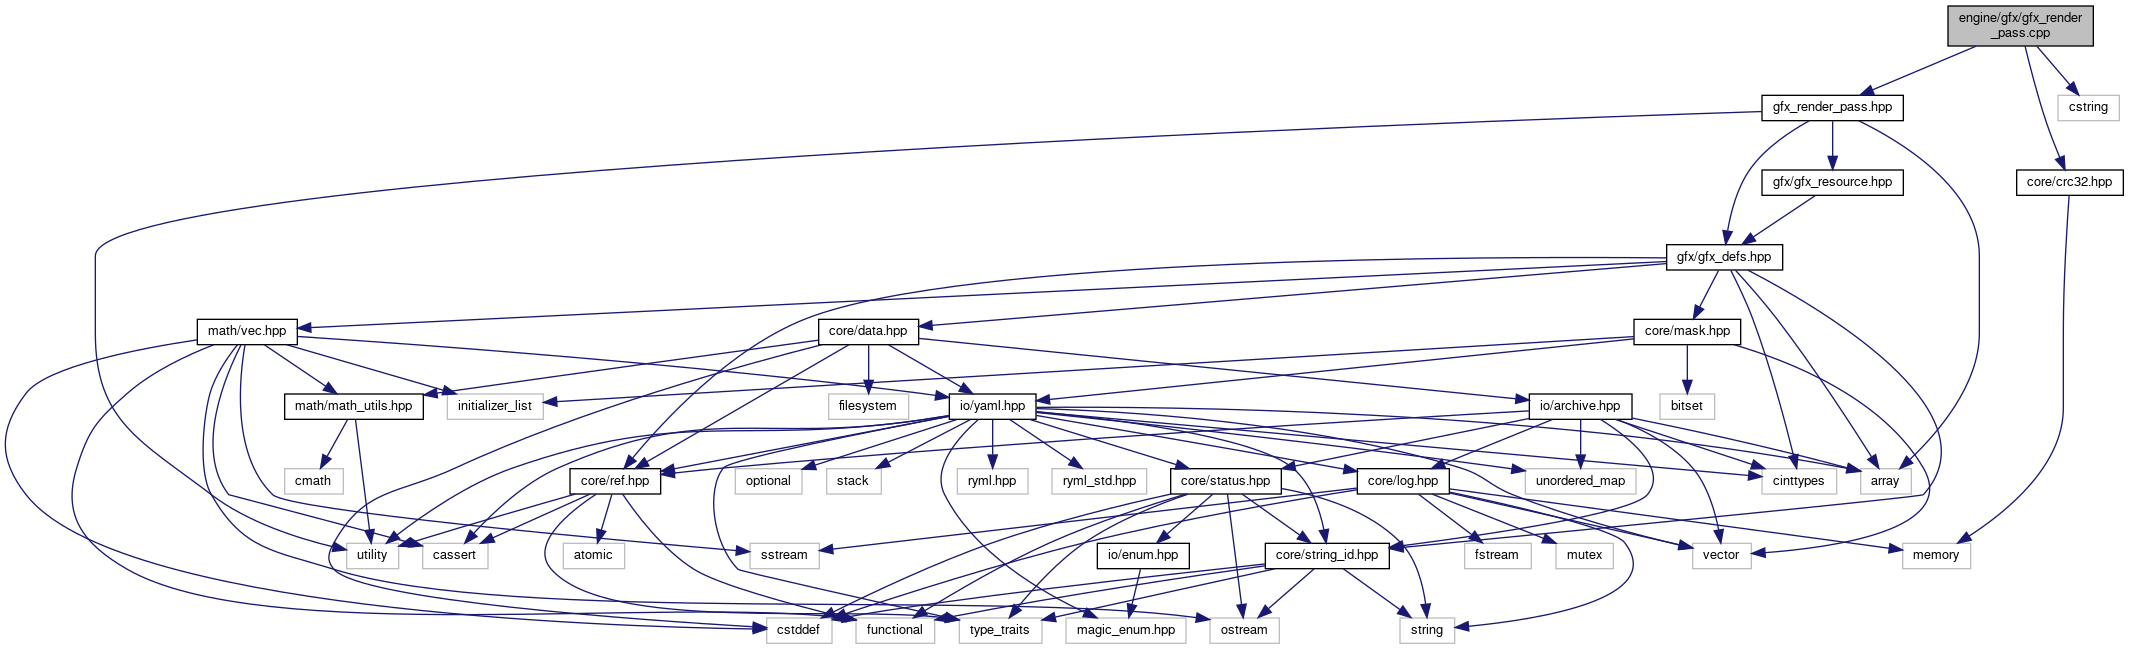 engine/gfx/gfx_render
_pass.cpp
gfx_render_pass.hpp
cstring
gfx/gfx_resource.hpp
core/crc32.hpp
gfx/gfx_defs.hpp
math/vec.hpp
core/data.hpp
core/mask.hpp
math/math_utils.hpp
initializer_list
filesystem
io/yaml.hpp
io/archive.hpp
bitset
cmath
core/ref.hpp
optional
stack
ryml.hpp
ryml_std.hpp
core/status.hpp
core/log.hpp
unordered_map
cinttypes
array
utility
cassert
atomic
sstream
io/enum.hpp
core/string_id.hpp
fstream
mutex
vector
memory
cstddef
functional
type_traits
magic_enum.hpp
ostream
string